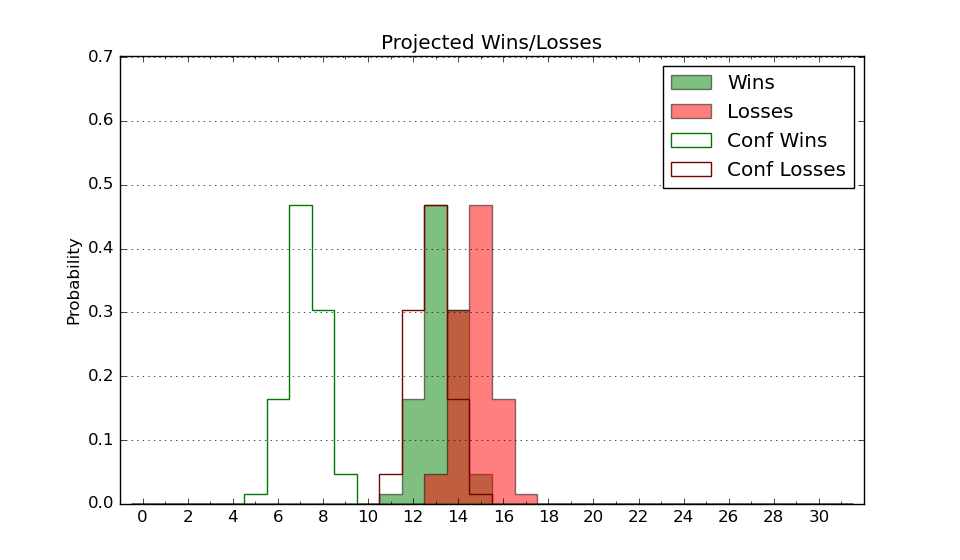 Projected Wins/Losses
0.7
0.6
0.5
0.4
0.3
0.2
0.1
0.0
Probability
Wins
Losses
Conf Wins
Conf Losses
0 2 4 6 8 10 12 14 16 18 20 22 24 26 28 30